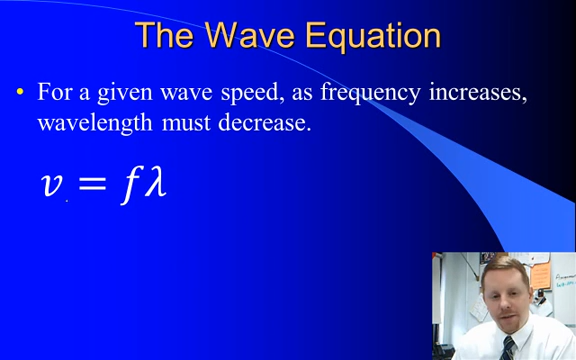 The Wave Equation
• For a given wave speed, as frequency increases,
wavelength must decrease.
v = fλ